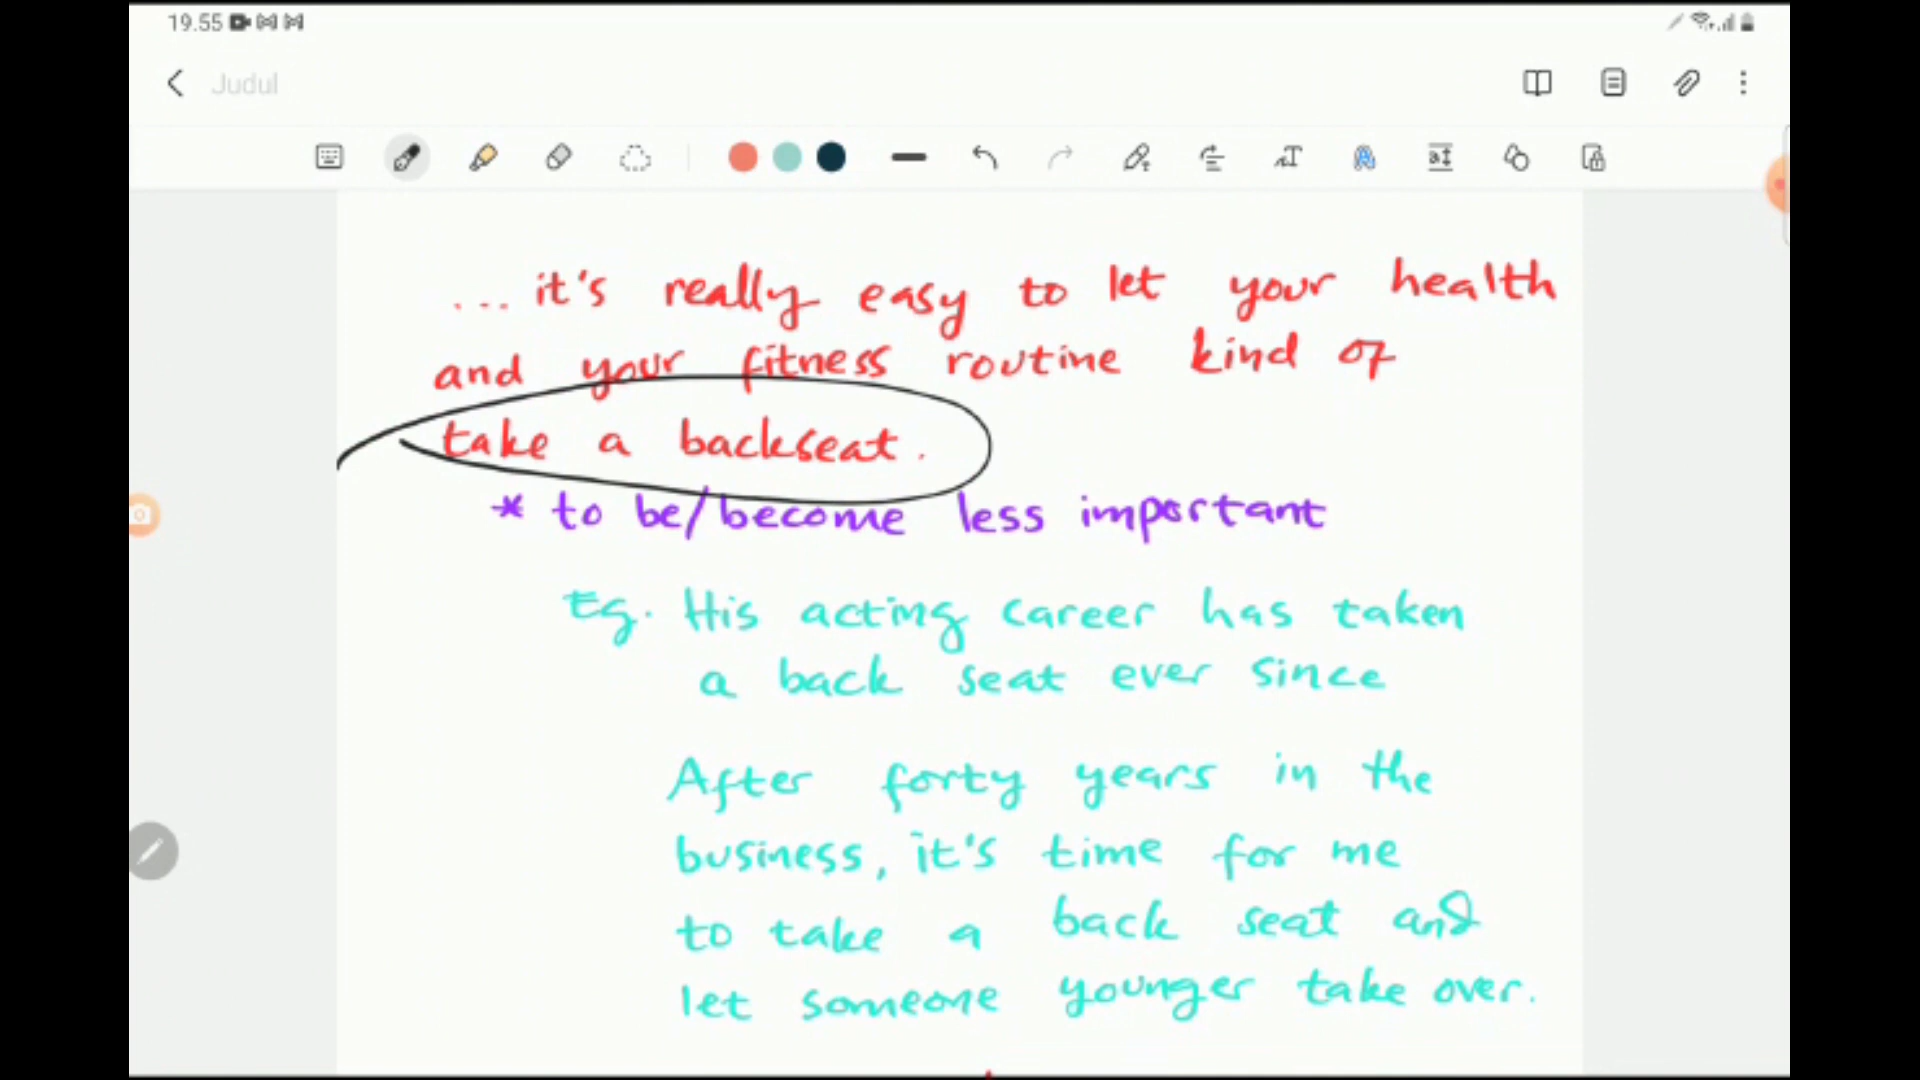 19.55
Judul
...it's really easy to let your health
and your fitness routine kind of
take a backseat.
* to be/become less important
Eg. His acting career has taken
a back seat ever since
After forty years in the
business, it's time for me
to take a back seat and
let someone younger take over.